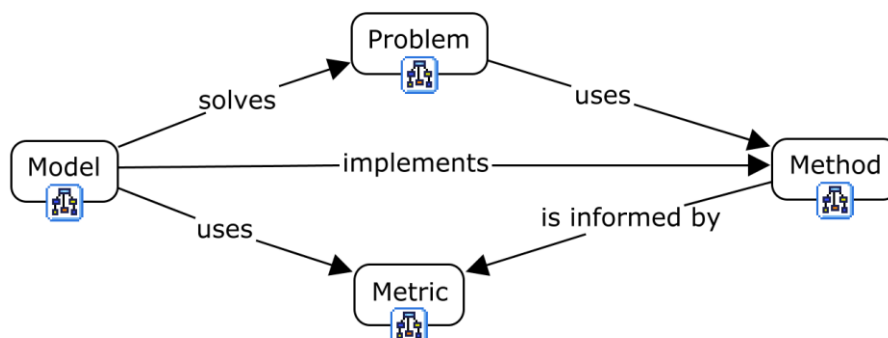 Problem
solves
uses
Model
implements
Method
uses
is informed by
Metric